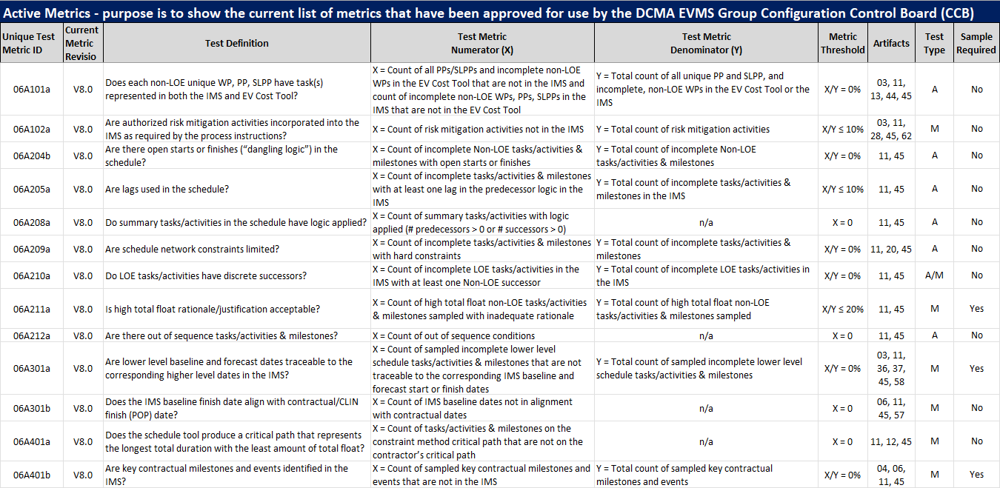 Active Metrics - purpose is to show the current list of metrics that have been approved for use by the DCMA EVMS Group Configuration Control Board (CCB)
Unique Test
Metric ID
Current
Metric
Revisio
Test Definition
Test Metric
Numerator (X)
Test Metric
Denominator (Y)
Metric
Threshold
Artifacts
Test
Type
Sample
Required
06A101a
V8.0
Does each non-LOE unique WP, PP, SLPP have task(s)
represented in both the IMS and EV Cost Tool?
X = Count of all PPs/SLPPs and incomplete non-LOE
WPs in the EV Cost Tool that are not in the IMS and
count of incomplete non-LOE WPs, PPs, SLPPs in the
IMS that are not in the EV Cost Tool
Y = Total count of all unique PP and SLPP, and
incomplete, non-LOE WPs in the EV Cost Tool or the
IMS
X/Y = 0%
03, 11,
13, 44, 45
A
No
06A102a
V8.0
Are authorized risk mitigation activities incorporated into the
IMS as required by the process instructions?
X = Count of risk mitigation activities not in the IMS
Y = Total count of risk mitigation activities
X/Y ≤ 10%
03, 11,
28, 45, 62
M
No
06A204b
V8.0
Are there open starts or finishes (“dangling logic”) in the
schedule?
X = Count of incomplete Non-LOE tasks/activities
& milestones with open starts or finishes
Y = Total count of incomplete Non-LOE
tasks/activities & milestones
X/Y = 0%
11, 45
A
No
06A205a
V8.0
Are lags used in the schedule?
X = Count of incomplete tasks/activities & milestones
with at least one lag in the predecessor logic in the
IMS
Y = Total count of incomplete tasks/activities &
milestones in the IMS
X/Y ≤ 10%
11, 45
A
No
06A208a
V8.0
Do summary tasks/activities in the schedule have logic applied?
X = Count of summary tasks/activities with logic
applied (# predecessors > 0 or # successors > 0)
n/a
X = 0
11, 45
A
No
06A209a
V8.0
Are schedule network constraints limited?
X = Count of incomplete tasks/activities & milestones
with hard constraints
Y = Total count of incomplete tasks/activities &
milestones
X/Y = 0%
11, 20, 45
A
No
06A210a
V8.0
Do LOE tasks/activities have discrete successors?
X = Count of incomplete LOE tasks/activities in the
IMS with at least one Non-LOE successor
Y = Total count of incomplete LOE tasks/activities in
the IMS
X/Y = 0%
11, 45
A/M
No
06A211a
V8.0
Is high total float rationale/justification acceptable?
X = Count of high total float non-LOE tasks/activities
& milestones sampled with inadequate rationale
Y = Total count of high total float non-LOE
tasks/activities & milestones sampled
X/Y ≤ 20%
11, 45
M
Yes
06A212a
V8.0
Are there out of sequence tasks/activities & milestones?
X = Count of out of sequence conditions
n/a
X = 0
11, 45
A
No
06A301a
V8.0
Are lower level baseline and forecast dates traceable to the
corresponding higher level dates in the IMS?
X = Count of sampled incomplete lower level
schedule tasks/activities & milestones that are not
traceable to the corresponding IMS baseline and
forecast start or finish dates
Y = Total count of sampled incomplete lower level
schedule tasks/activities & milestones
X/Y = 0%
03, 11,
36, 37,
45, 58
M
Yes
06A301b
V8.0
Does the IMS baseline finish date align with contractual/CLIN
finish (POP) date?
X = Count of IMS baseline dates not in alignment
with contractual dates
n/a
X = 0
06, 11,
45, 57
M
No
06A401a
V8.0
Does the schedule tool produce a critical path that represents
the longest total duration with the least amount of total float?
X = Count of tasks/activities & milestones on the
constraint method critical path that are not on the
contractor’s critical path
n/a
X = 0
11, 12, 45
M
No
06A401b
V8.0
Are key contractual milestones and events identified in the
IMS?
X = Count of sampled key contractual milestones and
events that are not in the IMS
Y = Total count of sampled key contractual
milestones and events
X/Y = 0%
04, 06,
11, 45
M
Yes